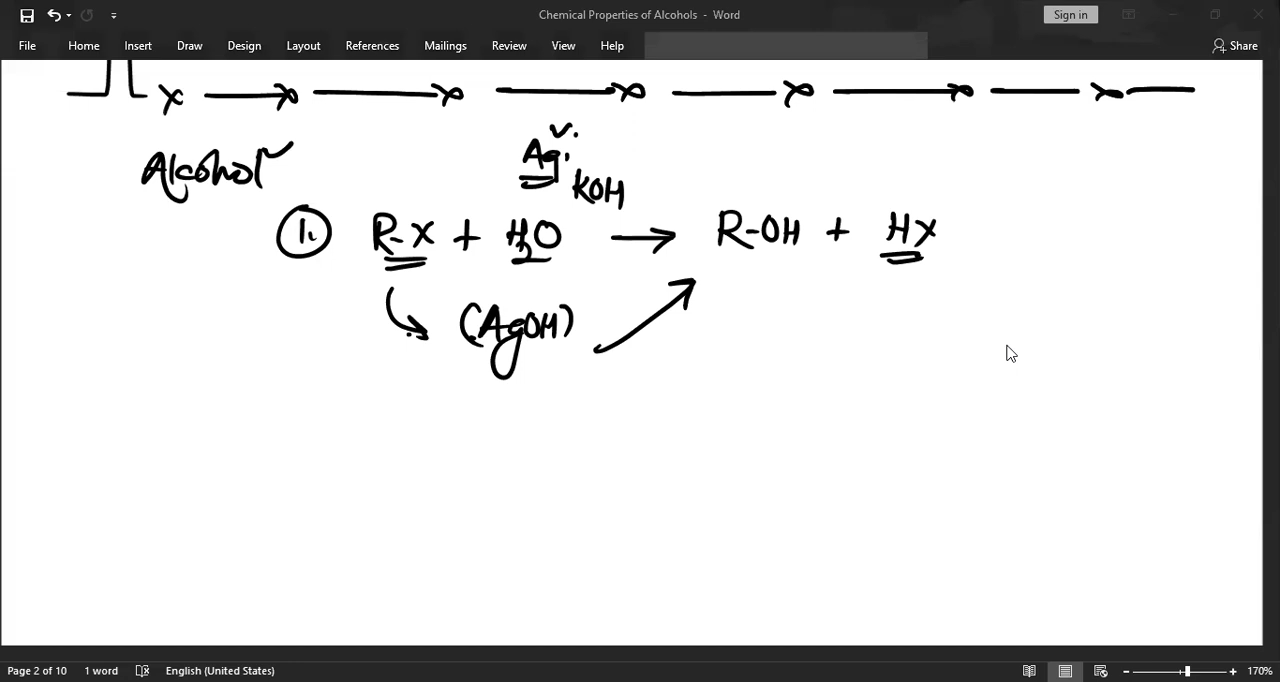 Chemical Properties of Alcohols - Word
Sign in
File Home Insert Draw Design Layout References Mailings Review View Help
Share
Alcohol
Ag. KOH
1. R-X + H2O → R-OH + HX
(AgOH)
Page 2 of 10 1 word English (United States) 170%